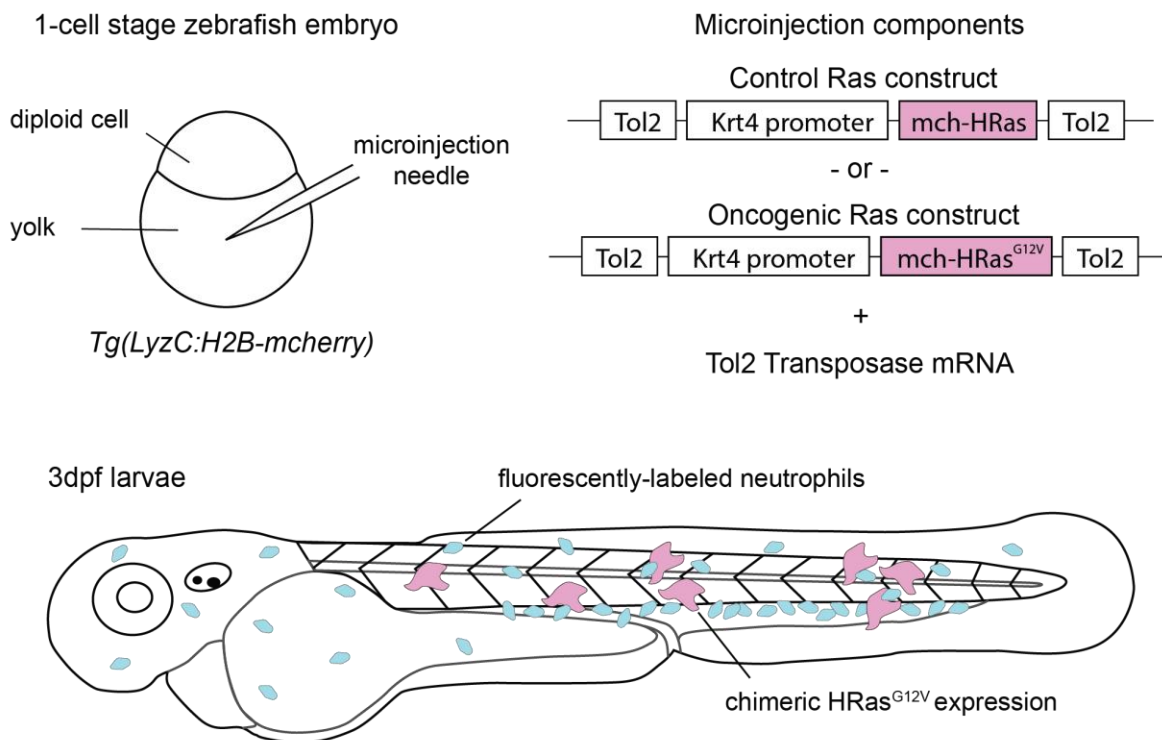 1-cell stage zebrafish embryo
diploid cell
yolk
microinjection
needle
Tg(LyzC:H2B-mcherry)
Microinjection components
Control Ras construct
Tol2 Krt4 promoter mch-HRas Tol2
- or -
Oncogenic Ras construct
Tol2 Krt4 promoter mch-HRasG12V Tol2
+
Tol2 Transposase mRNA
3dpf larvae
fluorescently-labeled neutrophils
chimeric HRasG12V expression